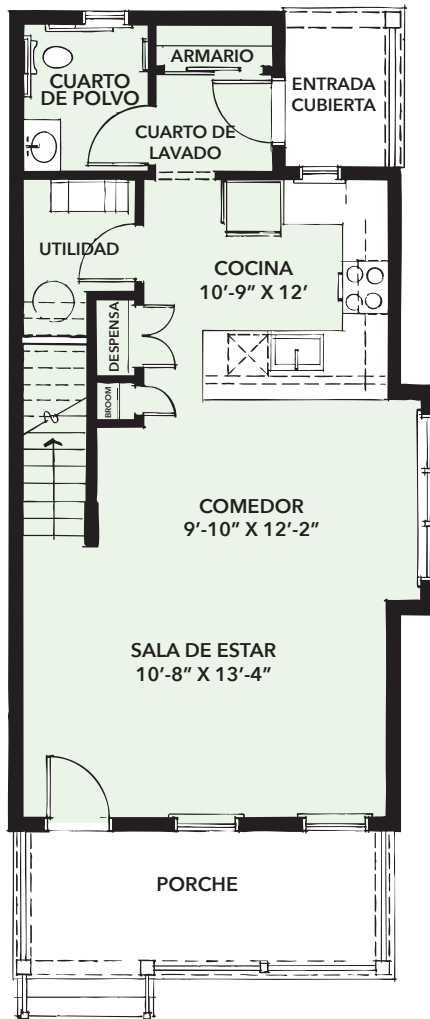 ARMARIO
CUARTO
DE POLVO
ENTRADA
CUBIERTA
CUARTO DE
LAVADO
UTILIDAD
COCINA
10'-9" X 12'
DESPENSA
BROOM
COMEDOR
9'-10" X 12'-2"
SALA DE ESTAR
10'-8" X 13'-4"
PORCHE